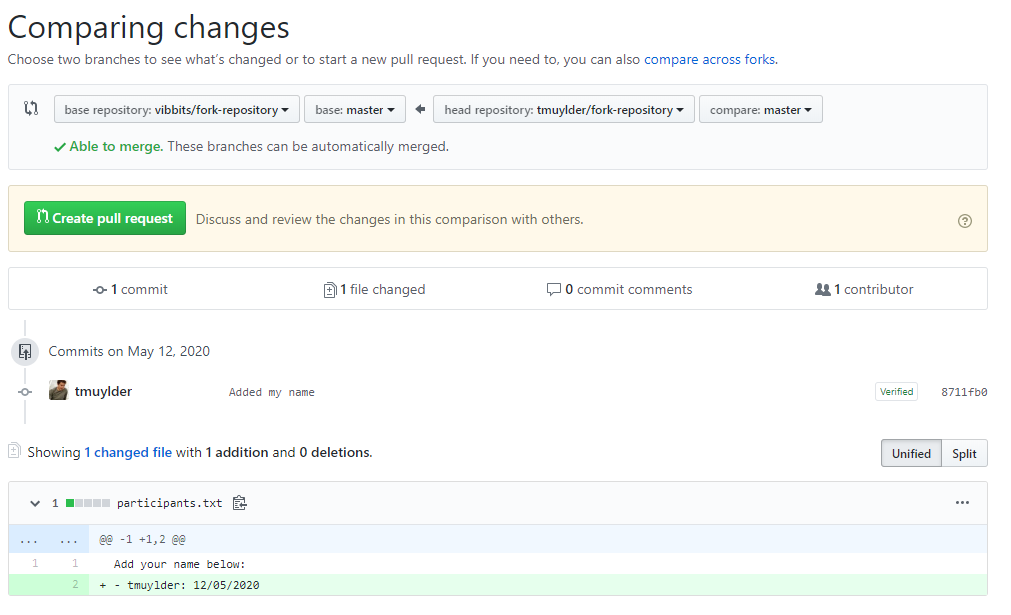 Comparing changes
Choose two branches to see what's changed or to start a new pull request. If you need to, you can also compare across forks.
base repository: vibbits/fork-repository base: master head repository: tmuylder/fork-repository compare: master
Able to merge. These branches can be automatically merged.
Create pull request Discuss and review the changes in this comparison with others.
1 commit 1 file changed 0 commit comments 1 contributor
Commits on May 12, 2020
tmuylder Added my name Verified 8711fb0
Showing 1 changed file with 1 addition and 0 deletions. Unified Split
1 participants.txt ...
... ... @@ -1 +1,2 @@
1 1 Add your name below:
2 + - tmuylder: 12/05/2020